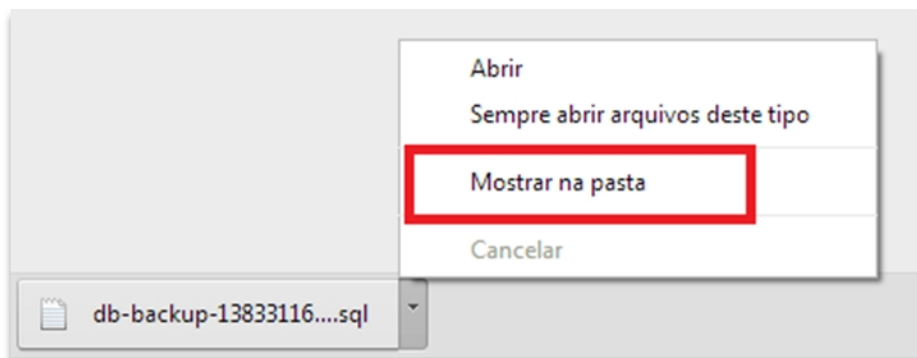 Abrir
Sempre abrir arquivos deste tipo
Mostrar na pasta
Cancelar
db-backup-13833116....sql